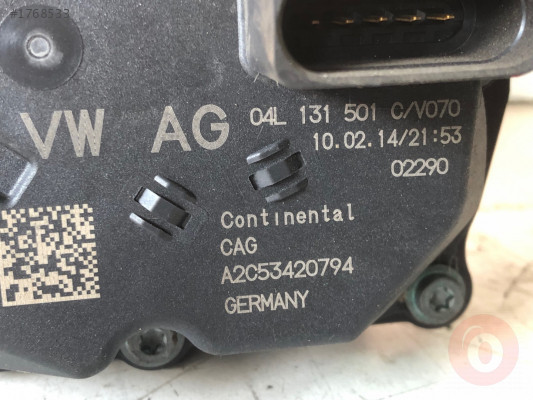 #1768533
VW AG 04L 131 501 C/V070
10.02.14/21:53
02290
Continental
CAG
A2C53420794
GERMANY